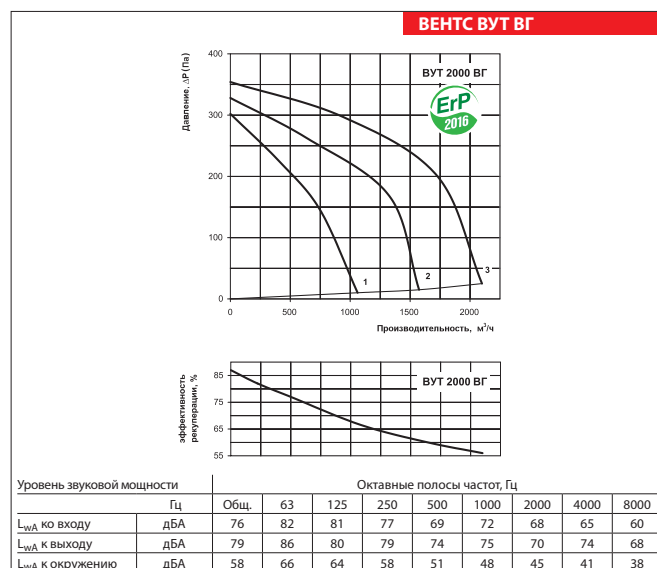 ВЕНТС ВУТ ВГ
Давление, ΔP (Па)
400
300
200
100
0
ВУТ 2000 ВГ
ErP
2016
1
2
3
0 500 1000 1500 2000
Производительность, м³/ч
эффективность
рекуперации, %
85
75
65
55
ВУТ 2000 ВГ
Уровень звуковой мощности Октавные полосы частот, Гц
Гц Общ. 63 125 250 500 1000 2000 4000 8000
LwA ко входу дБА 76 82 81 77 69 72 68 65 60
LwA к выходу дБА 79 86 80 79 74 75 70 74 68
LwA к окружению дБА 58 66 64 58 51 48 45 41 38